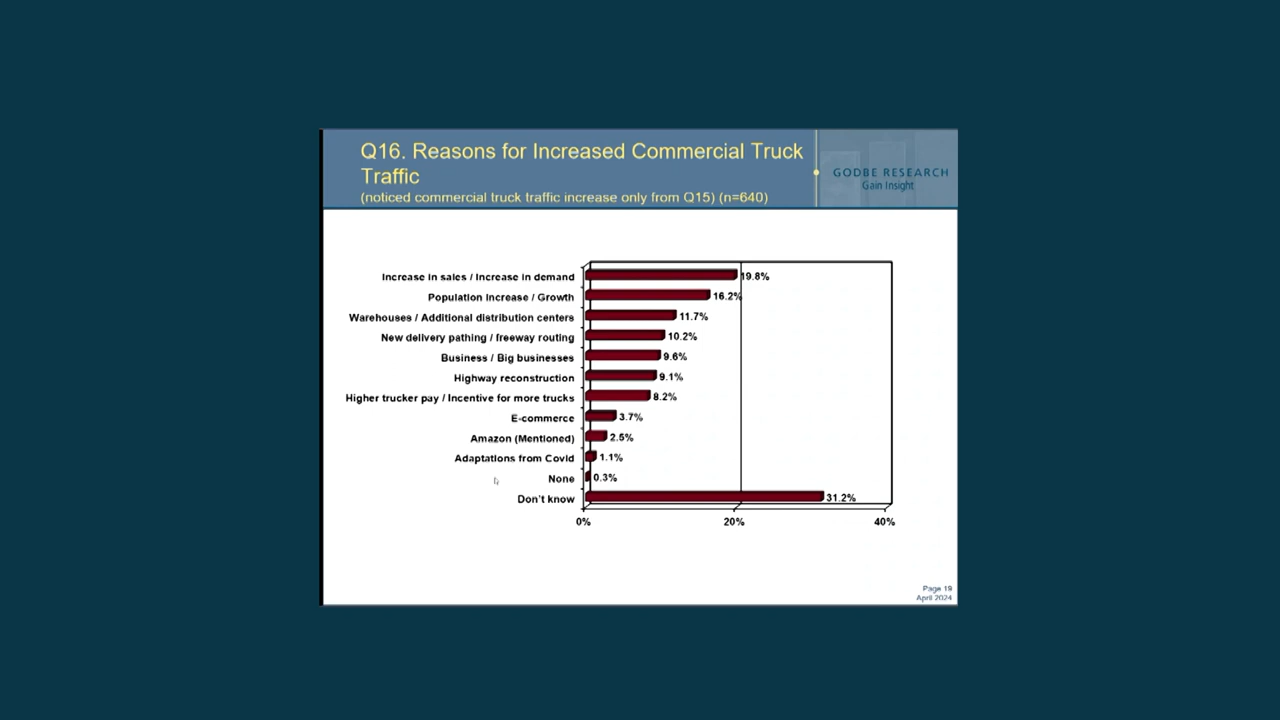 Q16. Reasons for Increased Commercial Truck
Traffic
(noticed commercial truck traffic increase only from Q15) (n=640)
GODBE RESEARCH
Gain Insight
Increase in sales / Increase in demand
19.8%
Population Increase / Growth
16.2%
Warehouses / Additional distribution centers
11.7%
New delivery pathing / freeway routing
10.2%
Business / Big businesses
9.6%
Highway reconstruction
9.1%
Higher trucker pay / Incentive for more trucks
8.2%
E-commerce
3.7%
Amazon (Mentioned)
2.5%
Adaptations from Covid
1.1%
None
0.3%
Don't know
31.2%
0%
20%
40%
Page 19
April 2024